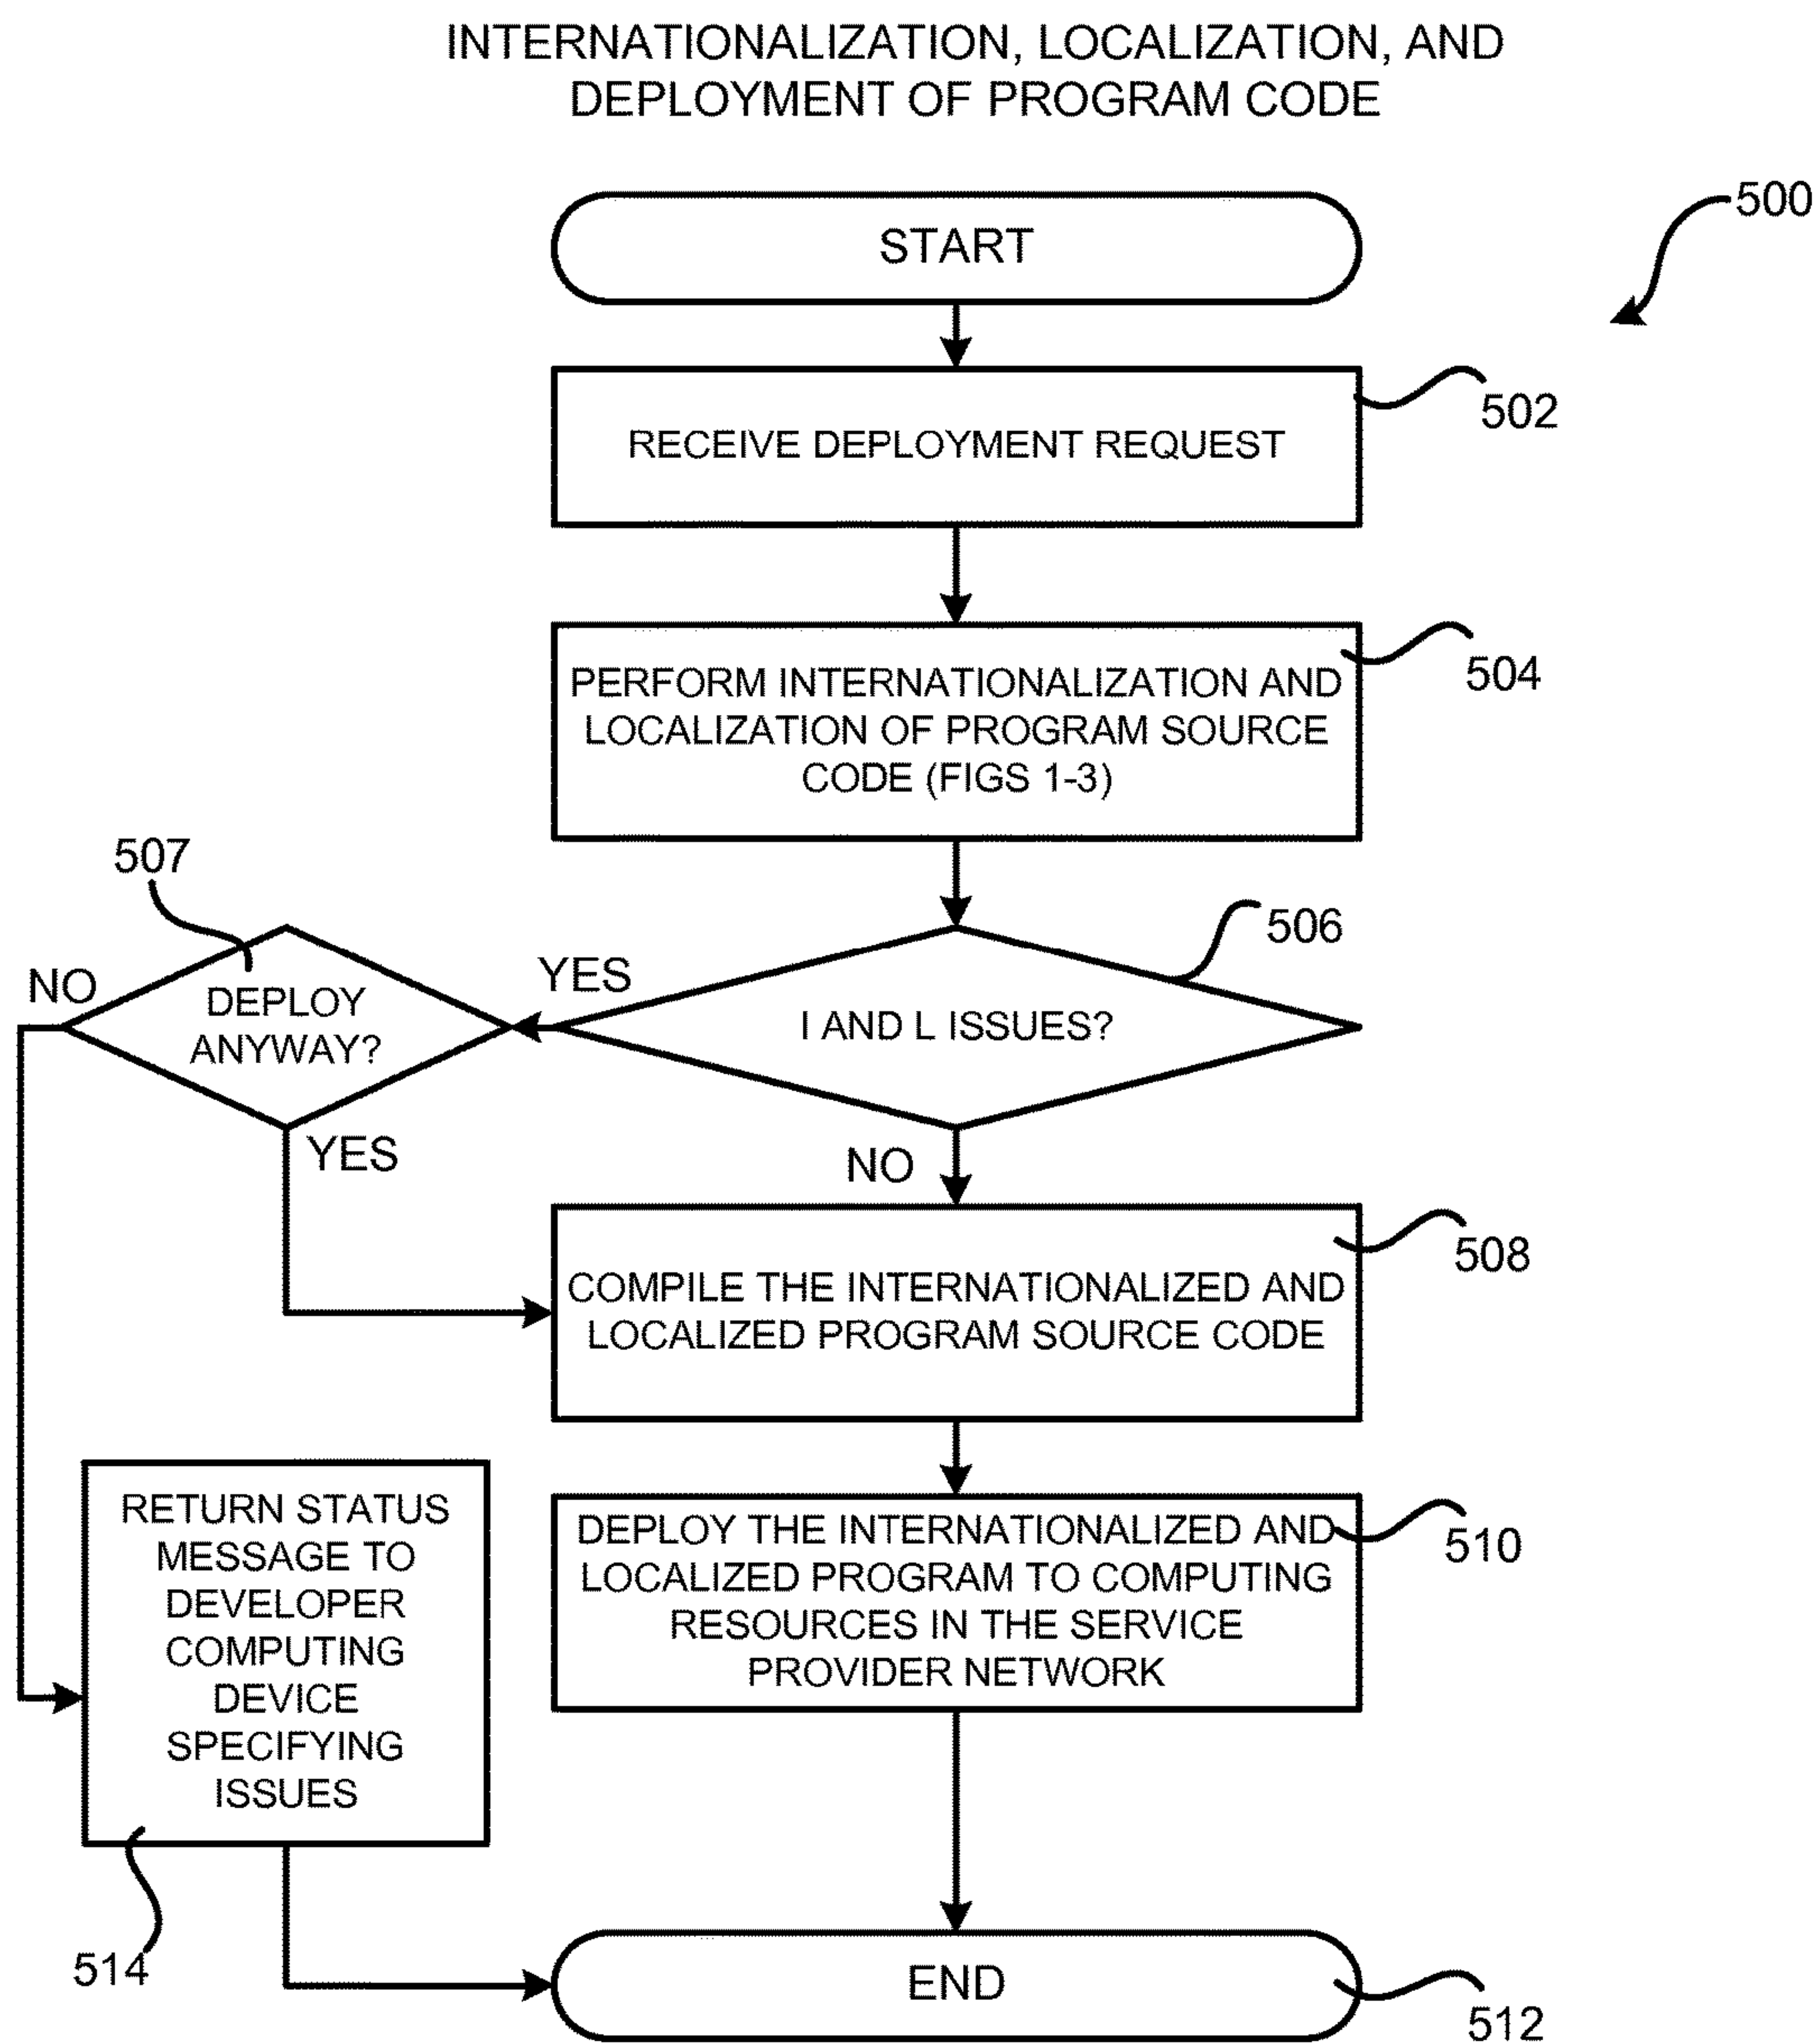 INTERNATIONALIZATION, LOCALIZATION, AND
DEPLOYMENT OF PROGRAM CODE
500
START
502
RECEIVE DEPLOYMENT REQUEST
504
PERFORM INTERNATIONALIZATION AND
LOCALIZATION OF PROGRAM SOURCE
CODE (FIGS 1-3)
507
506
NO
DEPLOY
ANYWAY?
YES
I AND L ISSUES?
YES
NO
508
COMPILE THE INTERNATIONALIZED AND
LOCALIZED PROGRAM SOURCE CODE
510
DEPLOY THE INTERNATIONALIZED AND
LOCALIZED PROGRAM TO COMPUTING
RESOURCES IN THE SERVICE
PROVIDER NETWORK
RETURN STATUS
MESSAGE TO
DEVELOPER
COMPUTING
DEVICE
SPECIFYING
ISSUES
514
END
512